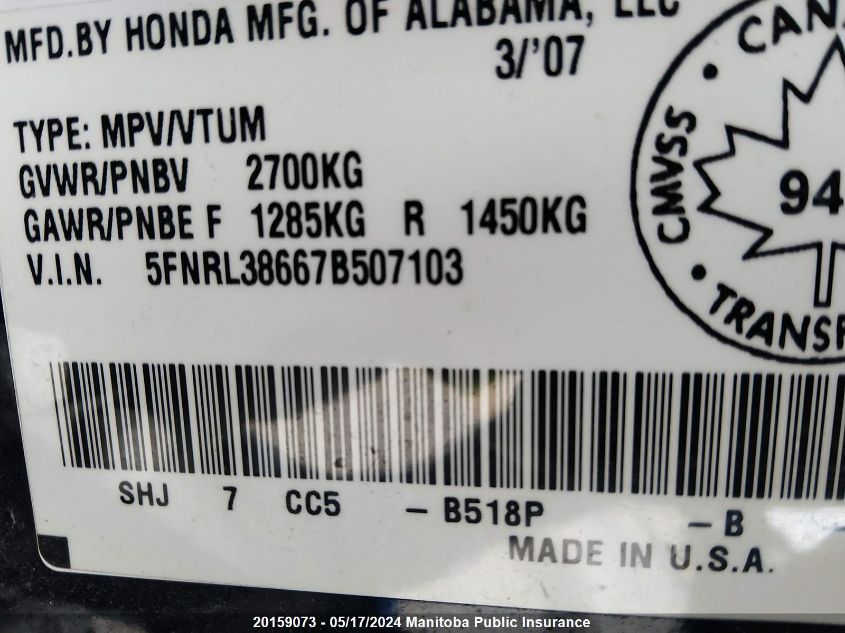 MFD.BY HONDA MFG. OF ALABAMA, LLC
3/'07
TYPE: MPV/VTUM
GVWR/PNBV 2700KG
GAWR/PNBE F 1285KG R 1450KG
V.I.N. 5FNRL38667B507103
CMVSS • CAN
94
• TRANSP
SHJ 7 CC5 - B518P - B
MADE IN U.S.A.
20159073 - 05/17/2024 Manitoba Public Insurance